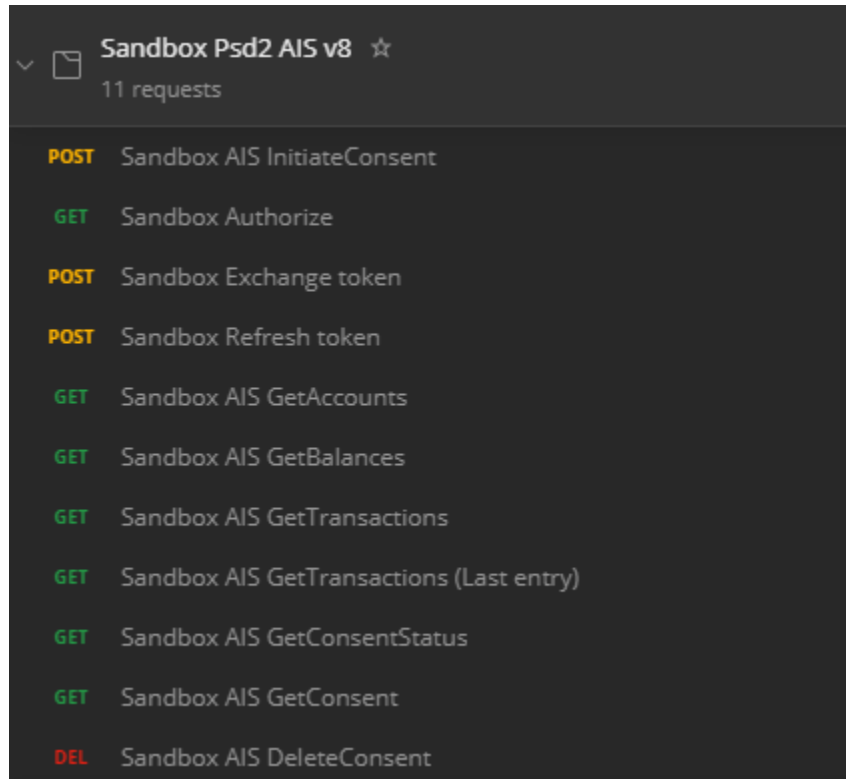 Sandbox Psd2 AIS v8
11 requests
POST Sandbox AIS InitiateConsent
GET Sandbox Authorize
POST Sandbox Exchange token
POST Sandbox Refresh token
GET Sandbox AIS GetAccounts
GET Sandbox AIS GetBalances
GET Sandbox AIS GetTransactions
GET Sandbox AIS GetTransactions (Last entry)
GET Sandbox AIS GetConsentStatus
GET Sandbox AIS GetConsent
DEL Sandbox AIS DeleteConsent